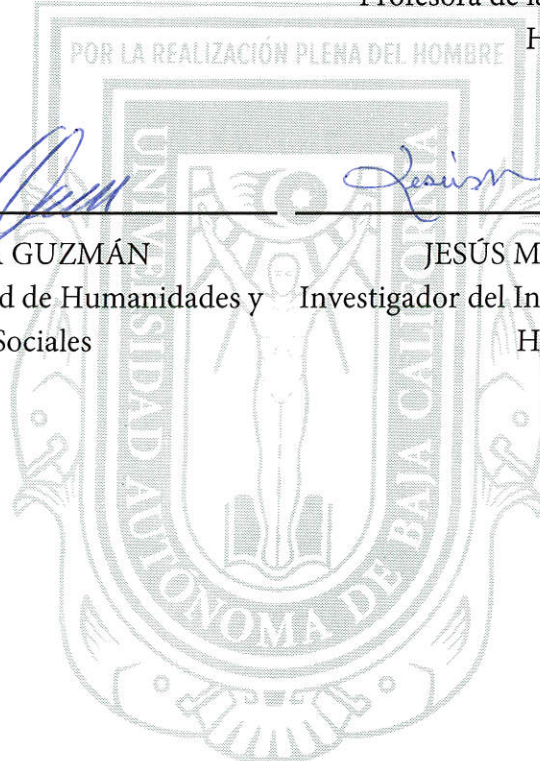 Profesora de la
H
POR LA REALIZACIÓN PLENA DEL HOMBRE
UNIVERSIDAD AUTÓNOMA DE BAJA CALIFORNIA
Jesús M
GUZMÁN
JESÚS M
d de Humanidades y
Investigador del In
Sociales
H